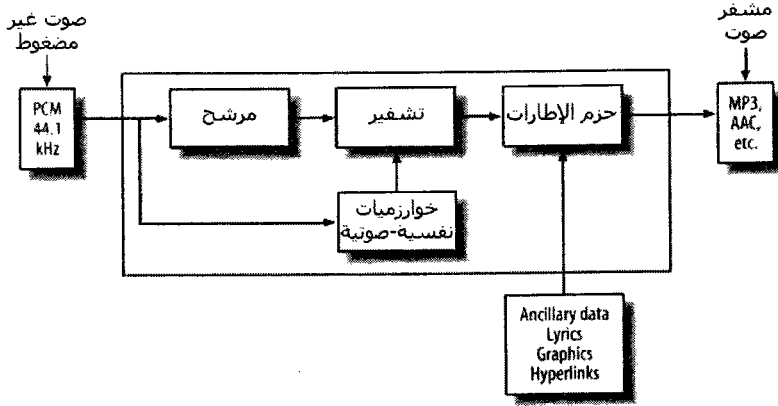 صوت غير
مضغوط
مشفر
صوت
PCM
44.1
kHz
مرشح
تشفير
حزم الإطارات
MP3,
AAC,
etc.
خوارزميات
نفسية-صوتية
Ancillary data
Lyrics
Graphics
Hyperlinks